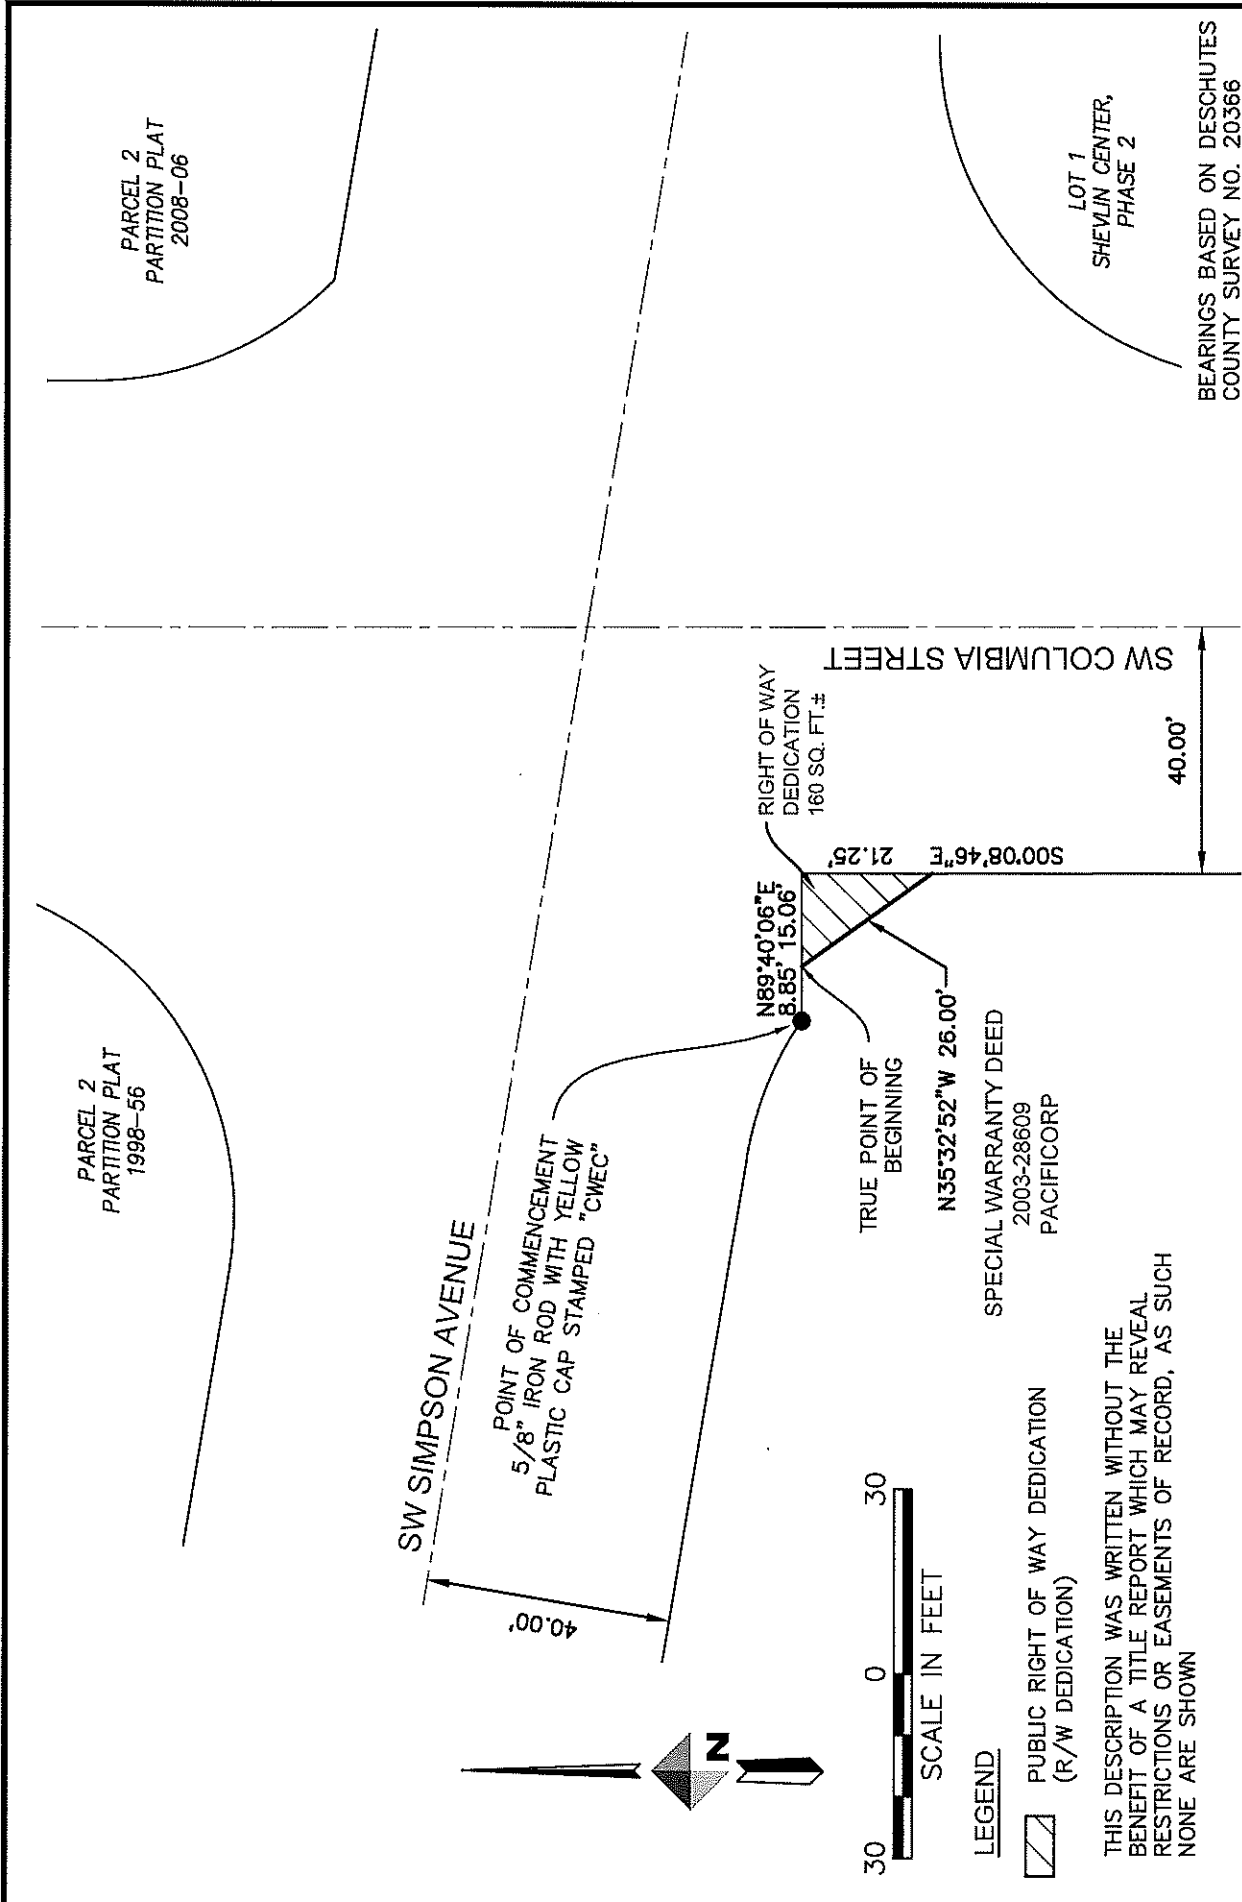 PARCEL 2
PARTITION PLAT
1998-56
PARCEL 2
PARTITION PLAT
2008-06
SW SIMPSON AVENUE
POINT OF COMMENCEMENT
5/8" IRON ROD WITH YELLOW
PLASTIC CAP STAMPED "CWEC"
40.00'
N89°40'06"E
8.85' 15.06'
RIGHT OF WAY
DEDICATION
160 SQ. FT.±
SW COLUMBIA STREET
S00°08'46"E
21.25'
40.00'
TRUE POINT OF
BEGINNING
N35°32'52"W 26.00'
SPECIAL WARRANTY DEED
2003-28609
PACIFICORP
LOT 1
SHEVLIN CENTER,
PHASE 2
N
30
0
30
SCALE IN FEET
LEGEND
PUBLIC RIGHT OF WAY DEDICATION
(R/W DEDICATION)
THIS DESCRIPTION WAS WRITTEN WITHOUT THE
BENEFIT OF A TITLE REPORT WHICH MAY REVEAL
RESTRICTIONS OR EASEMENTS OF RECORD, AS SUCH
NONE ARE SHOWN
BEARINGS BASED ON DESCHUTES
COUNTY SURVEY NO. 20366